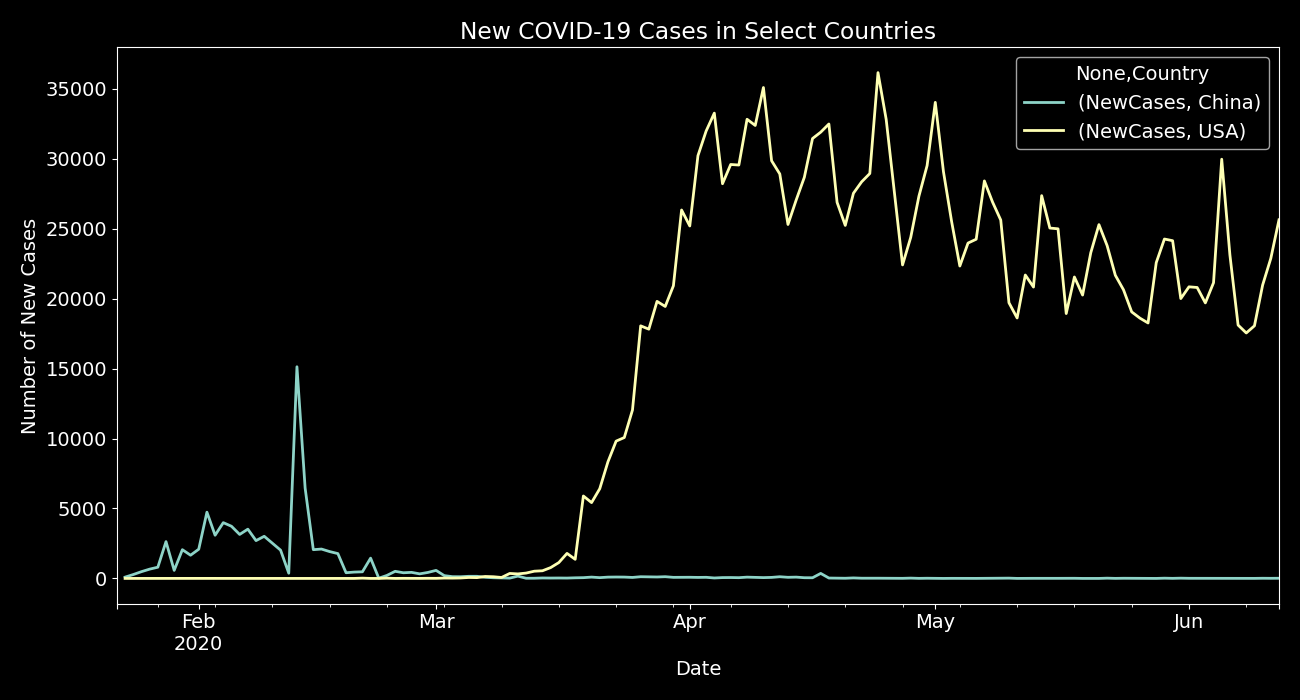 New COVID-19 Cases in Select Countries
None,Country
(NewCases, China)
(NewCases, USA)
Number of New Cases
35000
30000
25000
20000
15000
10000
5000
0
Feb
2020
Mar
Apr
May
Jun
Date